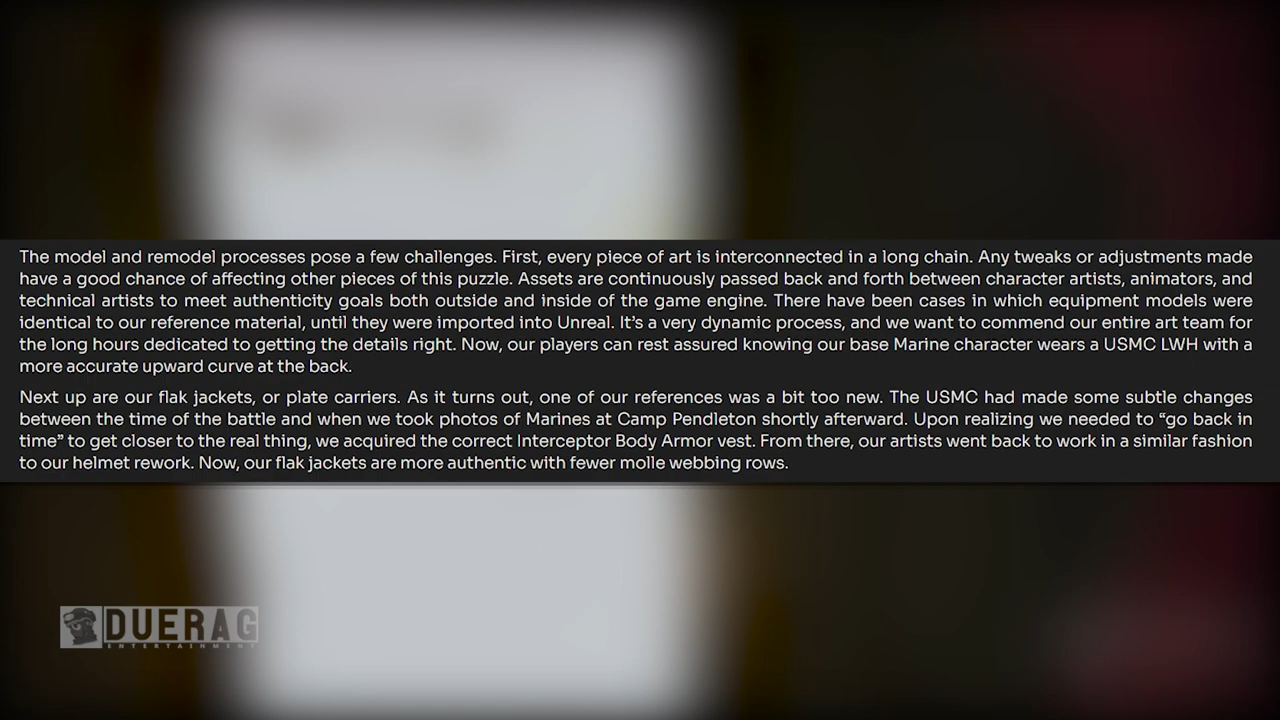 The model and remodel processes pose a few challenges. First, every piece of art is interconnected in a long chain. Any tweaks or adjustments made
have a good chance of affecting other pieces of this puzzle. Assets are continuously passed back and forth between character artists, animators, and
technical artists to meet authenticity goals both outside and inside of the game engine. There have been cases in which equipment models were
identical to our reference material, until they were imported into Unreal. It’s a very dynamic process, and we want to commend our entire art team for
the long hours dedicated to getting the details right. Now, our players can rest assured knowing our base Marine character wears a USMC LWH with a
more accurate upward curve at the back.
Next up are our flak jackets, or plate carriers. As it turns out, one of our references was a bit too new. The USMC had made some subtle changes
between the time of the battle and when we took photos of Marines at Camp Pendleton shortly afterward. Upon realizing we needed to “go back in
time” to get closer to the real thing, we acquired the correct Interceptor Body Armor vest. From there, our artists went back to work in a similar fashion
to our helmet rework. Now, our flak jackets are more authentic with fewer molle webbing rows.
DUERAG
ENTERTAINMENT